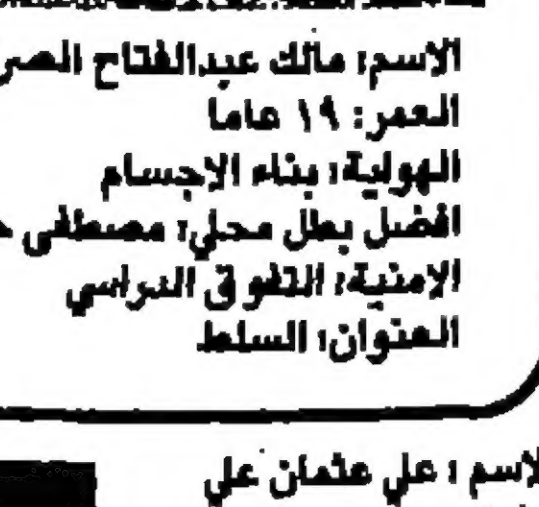 الاسم: مالك عبدالفتاح
العمر: ١٩ عاما
الهولية: بناء الاجسام
افضل بطل محلي: مصطفى
الامنية: التفوق الدراسي
العنوان: السلط
الاسم: علي عثمان علي